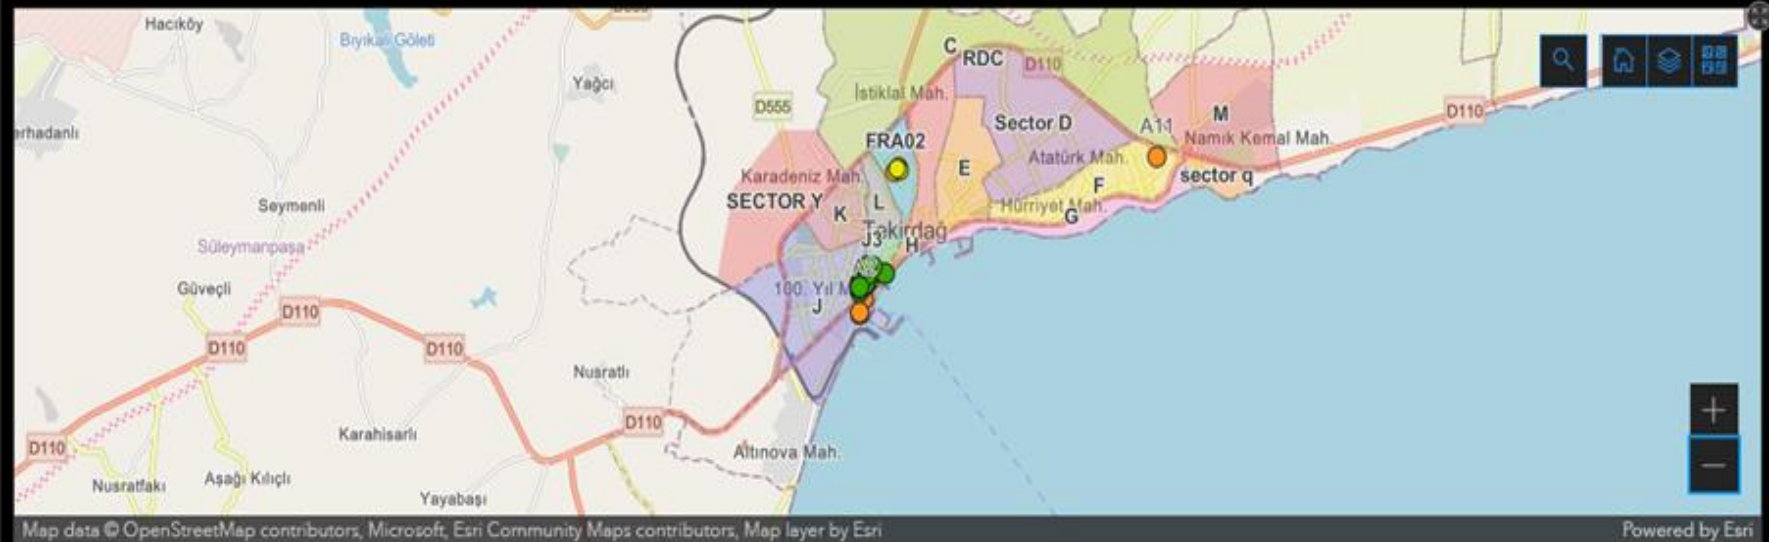 Hacıköy
Bıyıkalı Göleti
Yağcı
D555
C
RDC
D110
İstiklal Mah.
erhadanlı
FRA02
Sector D
A11
M
Namık Kemal Mah.
D110
Karadeniz Mah.
E
Atatürk Mah.
sector q
SECTOR Y
K
L
F
Hürriyet Mah.
G
Seymenli
Süleymanpaşa
Tekirdağ
J3
H
Güveçli
100. Yıl M
J
D110
D110
D110
Nusratlı
D110
Karahisarlı
D110
Altınova Mah.
Nusratfakı
Aşağı Kılıçlı
Yayabaşı
+
−
Map data © OpenStreetMap contributors, Microsoft, Esri Community Maps contributors, Map layer by Esri
Powered by Esri